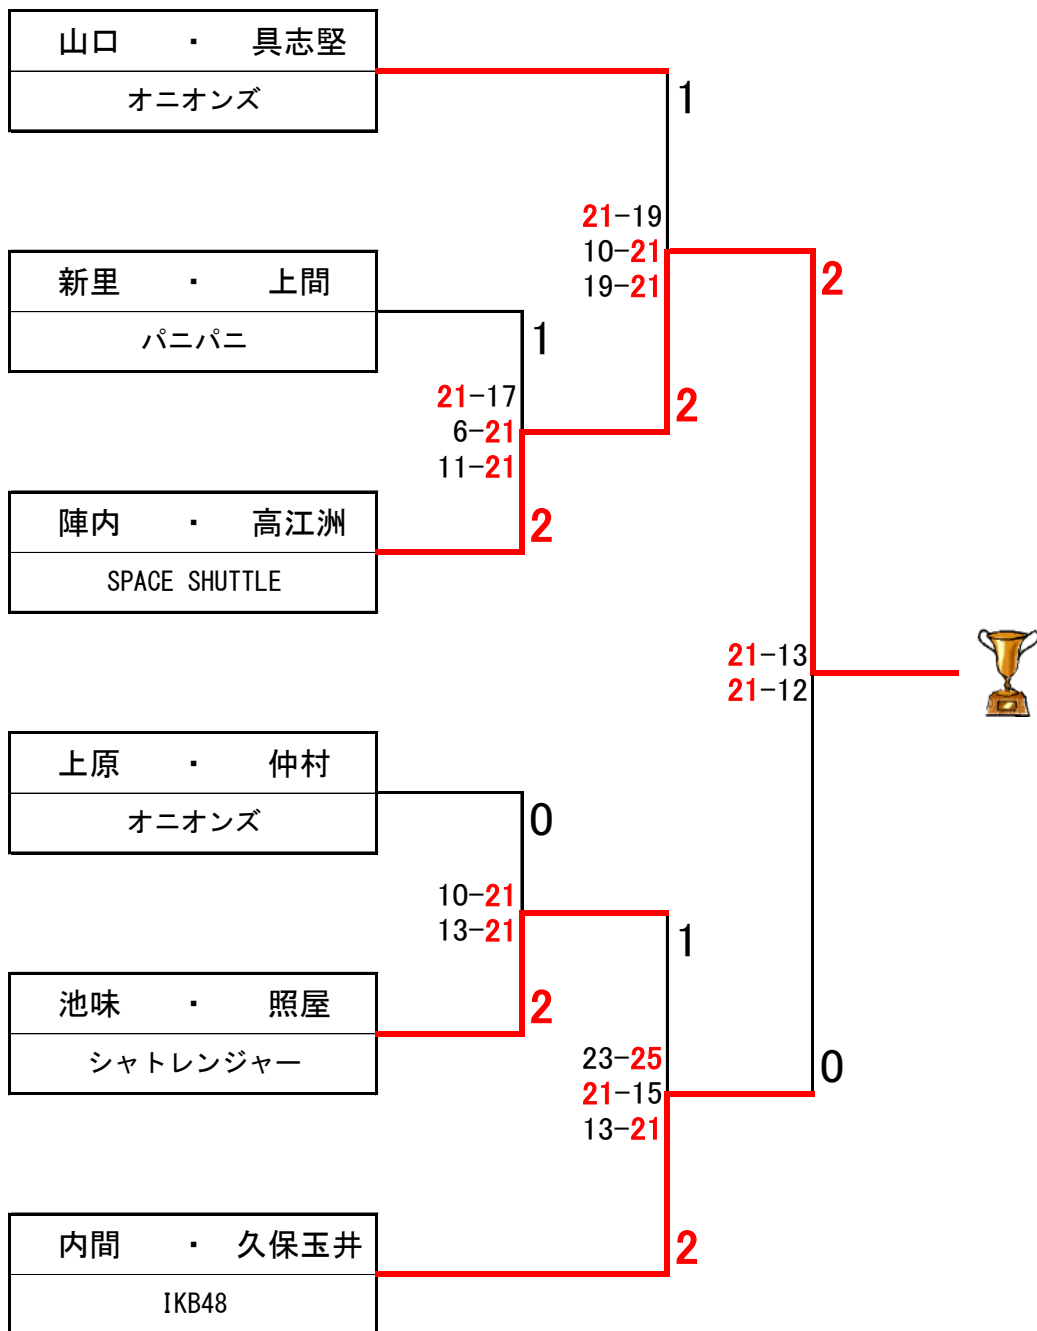 山口 ・ 具志堅
オニオンズ
1
21-19
10-21
19-21
2
新里 ・ 上間
パニパニ
1
21-17
6-21
11-21
2
2
陣内 ・ 高江洲
SPACE SHUTTLE
21-13
21-12
上原 ・ 仲村
オニオンズ
0
10-21
13-21
1
2
池味 ・ 照屋
シャトレンジャー
23-25
21-15
13-21
0
2
内間 ・ 久保玉井
IKB48